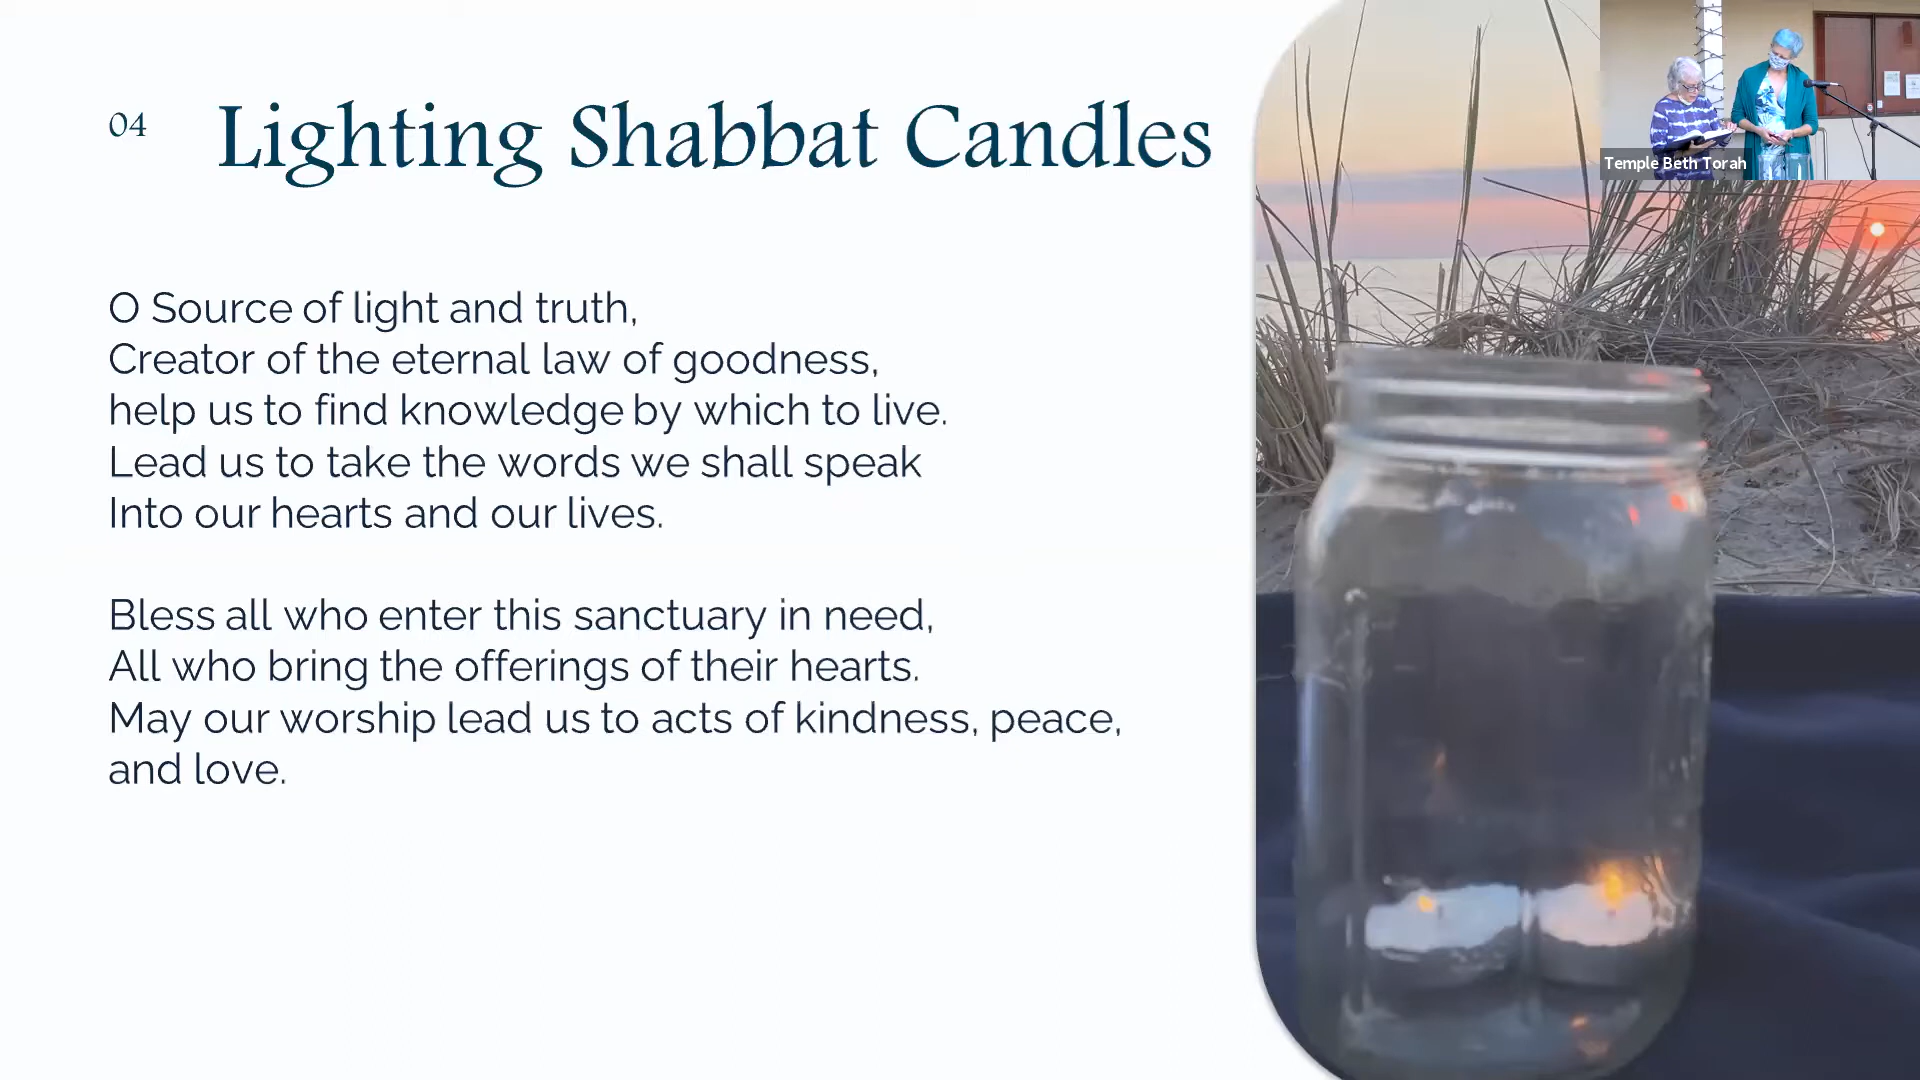 04 Lighting Shabbat Candles
Temple Beth Torah
O Source of light and truth,
Creator of the eternal law of goodness,
help us to find knowledge by which to live.
Lead us to take the words we shall speak
Into our hearts and our lives.
Bless all who enter this sanctuary in need,
All who bring the offerings of their hearts.
May our worship lead us to acts of kindness, peace,
and love.